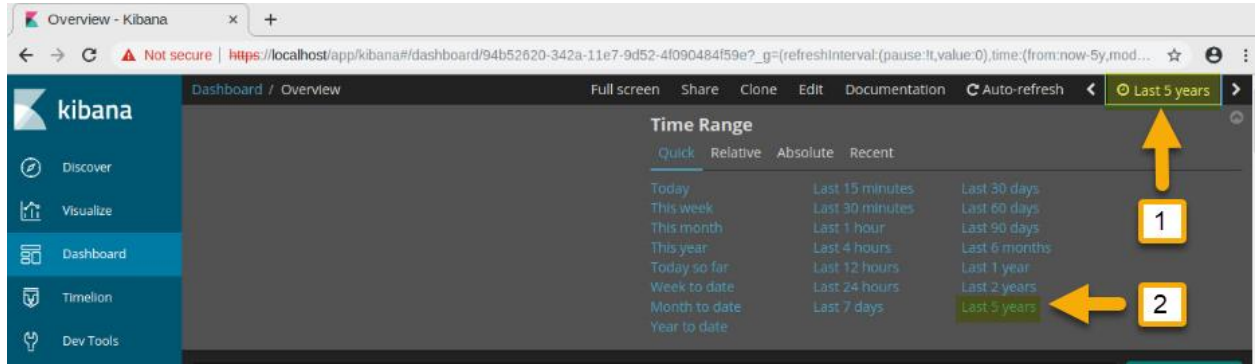 Overview - Kibana × +
Not secure | https://localhost/app/kibana#/dashboard/94b52620-342a-11e7-9d52-4f090484f59e?_g=(refreshInterval:(pause:!t,value:0),time:(from:now-5y,mod...
kibana
Dashboard / Overview Full screen Share Clone Edit Documentation Auto-refresh Last 5 years
Time Range
Quick Relative Absolute Recent
Discover
Visualize
Dashboard
Timelion
Dev Tools
Today Last 15 minutes Last 30 days
This week Last 30 minutes Last 60 days
This month Last 1 hour Last 90 days
This year Last 4 hours Last 6 months
Today so far Last 12 hours Last 1 year
Week to date Last 24 hours Last 2 years
Month to date Last 7 days Last 5 years
Year to date
1
2